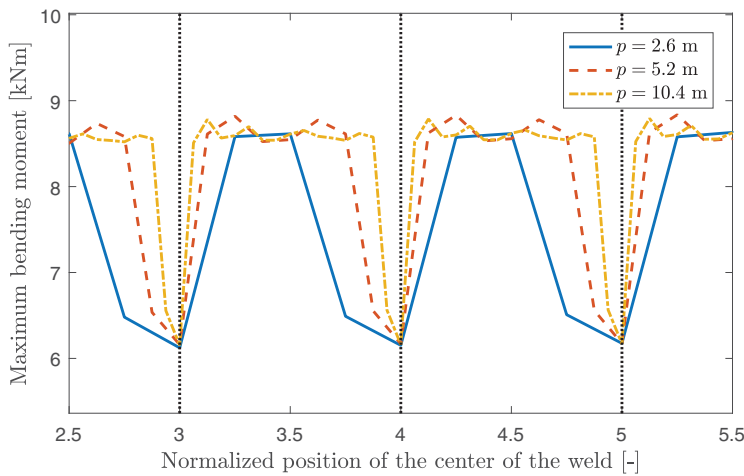 Maximum bending moment [kNm]
10
9
8
7
6
p = 2.6 m
p = 5.2 m
p = 10.4 m
2.5 3 3.5 4 4.5 5 5.5
Normalized position of the center of the weld [-]